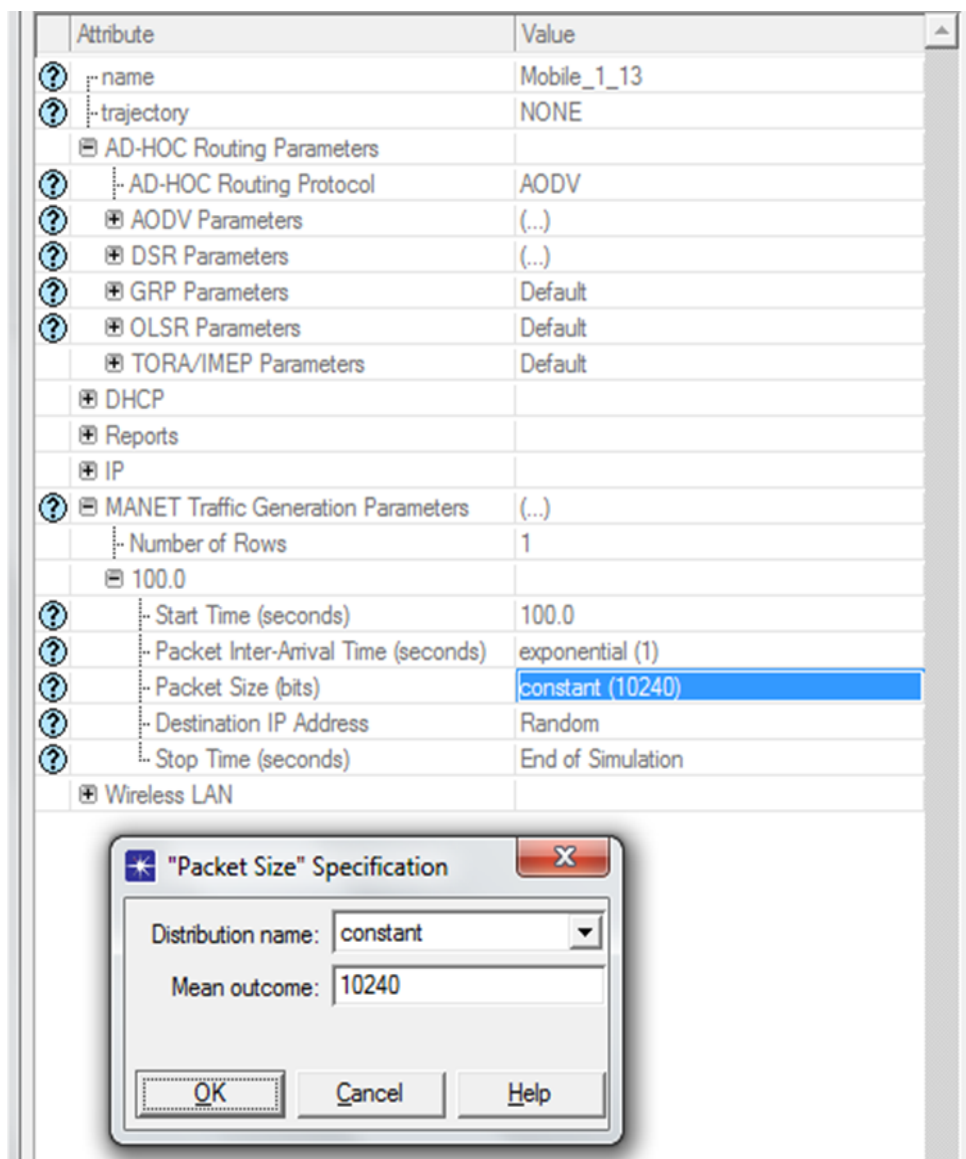 Attribute Value
name Mobile_1_13
trajectory NONE
AD-HOC Routing Parameters
AD-HOC Routing Protocol AODV
AODV Parameters (...)
DSR Parameters (...)
GRP Parameters Default
OLSR Parameters Default
TORA/IMEP Parameters Default
DHCP
Reports
IP
MANET Traffic Generation Parameters (...)
Number of Rows 1
100.0
Start Time (seconds) 100.0
Packet Inter-Arrival Time (seconds) exponential (1)
Packet Size (bits) constant (10240)
Destination IP Address Random
Stop Time (seconds) End of Simulation
Wireless LAN
"Packet Size" Specification
Distribution name: constant
Mean outcome: 10240
OK Cancel Help